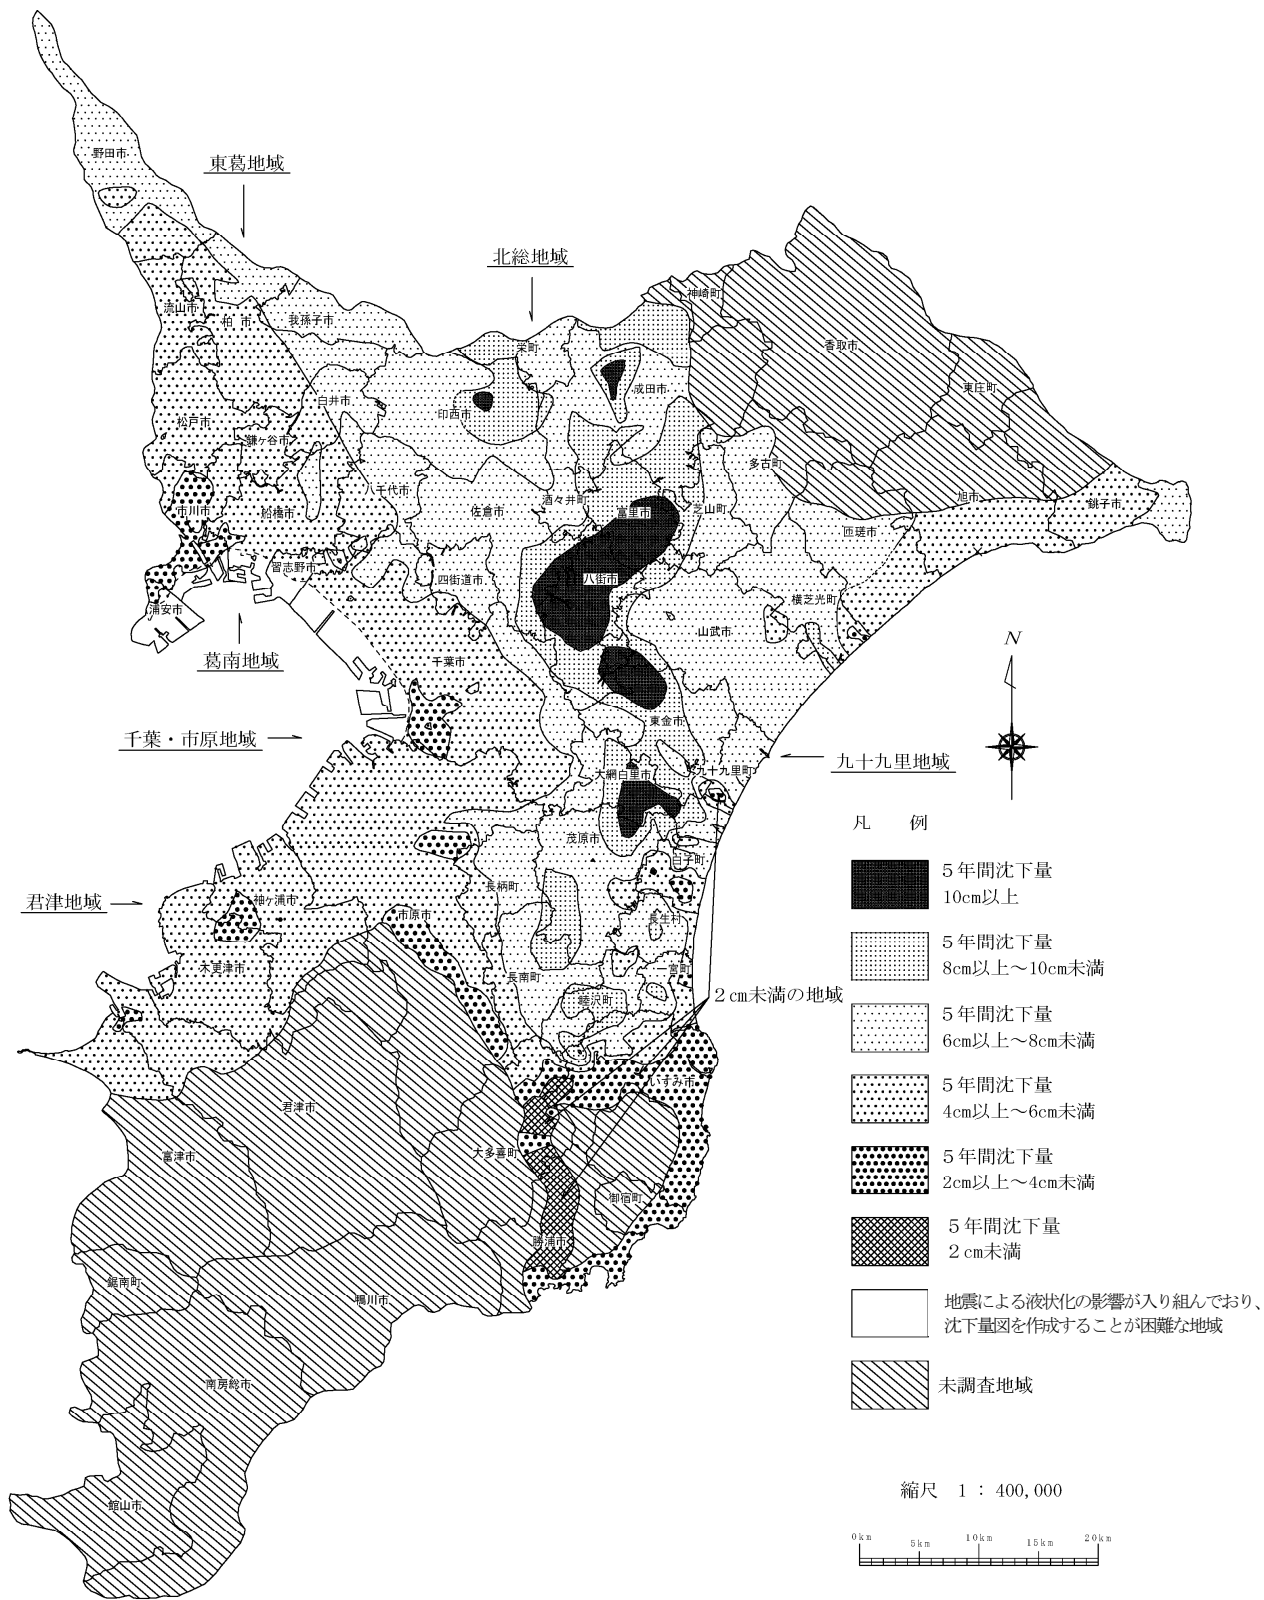 野田市
東葛地域
北総地域
神崎町
流山市
柏 市
我孫子市
栄町
香取市
成田市
東庄町
白井市
印西市
松戸市
鎌ヶ谷市
多古町
八千代市
酒々井町
旭市
銚子市
市川市
船橋市
佐倉市
富里市
芝山町
匝瑳市
習志野市
四街道市
八街市
横芝光町
浦安市
山武市
葛南地域
千葉市
N
東金市
千葉・市原地域
大網白里市
九十九里町
九十九里地域
凡 例
茂原市
白子町
5年間沈下量
10cm以上
長柄町
君津地域
袖ヶ浦市
市原市
長生村
5年間沈下量
8cm以上～10cm未満
木更津市
長南町
宮町
睦沢町
2cm未満の地域
5年間沈下量
6cm以上～8cm未満
いすみ市
5年間沈下量
4cm以上～6cm未満
君津市
富津市
大多喜町
5年間沈下量
2cm以上～4cm未満
御宿町
勝浦市
5年間沈下量
2cm未満
鋸南町
鴨川市
地震による液状化の影響が入り組んでおり、
沈下量図を作成することが困難な地域
南房総市
未調査地域
館山市
縮尺 1：400,000
0km 5km 10km 15km 20km